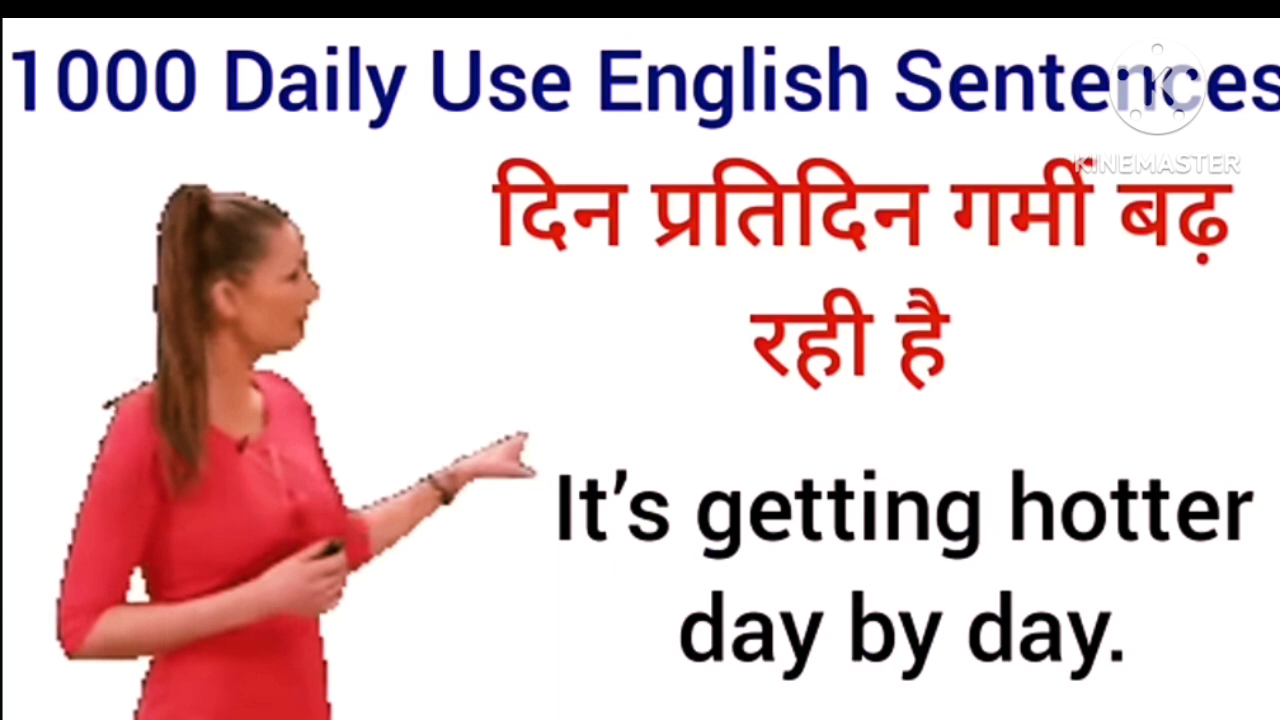 1000 Daily Use English Sentences
KINEMASTER
दिन प्रतिदिन गर्मी बढ़
रही है
It's getting hotter
day by day.